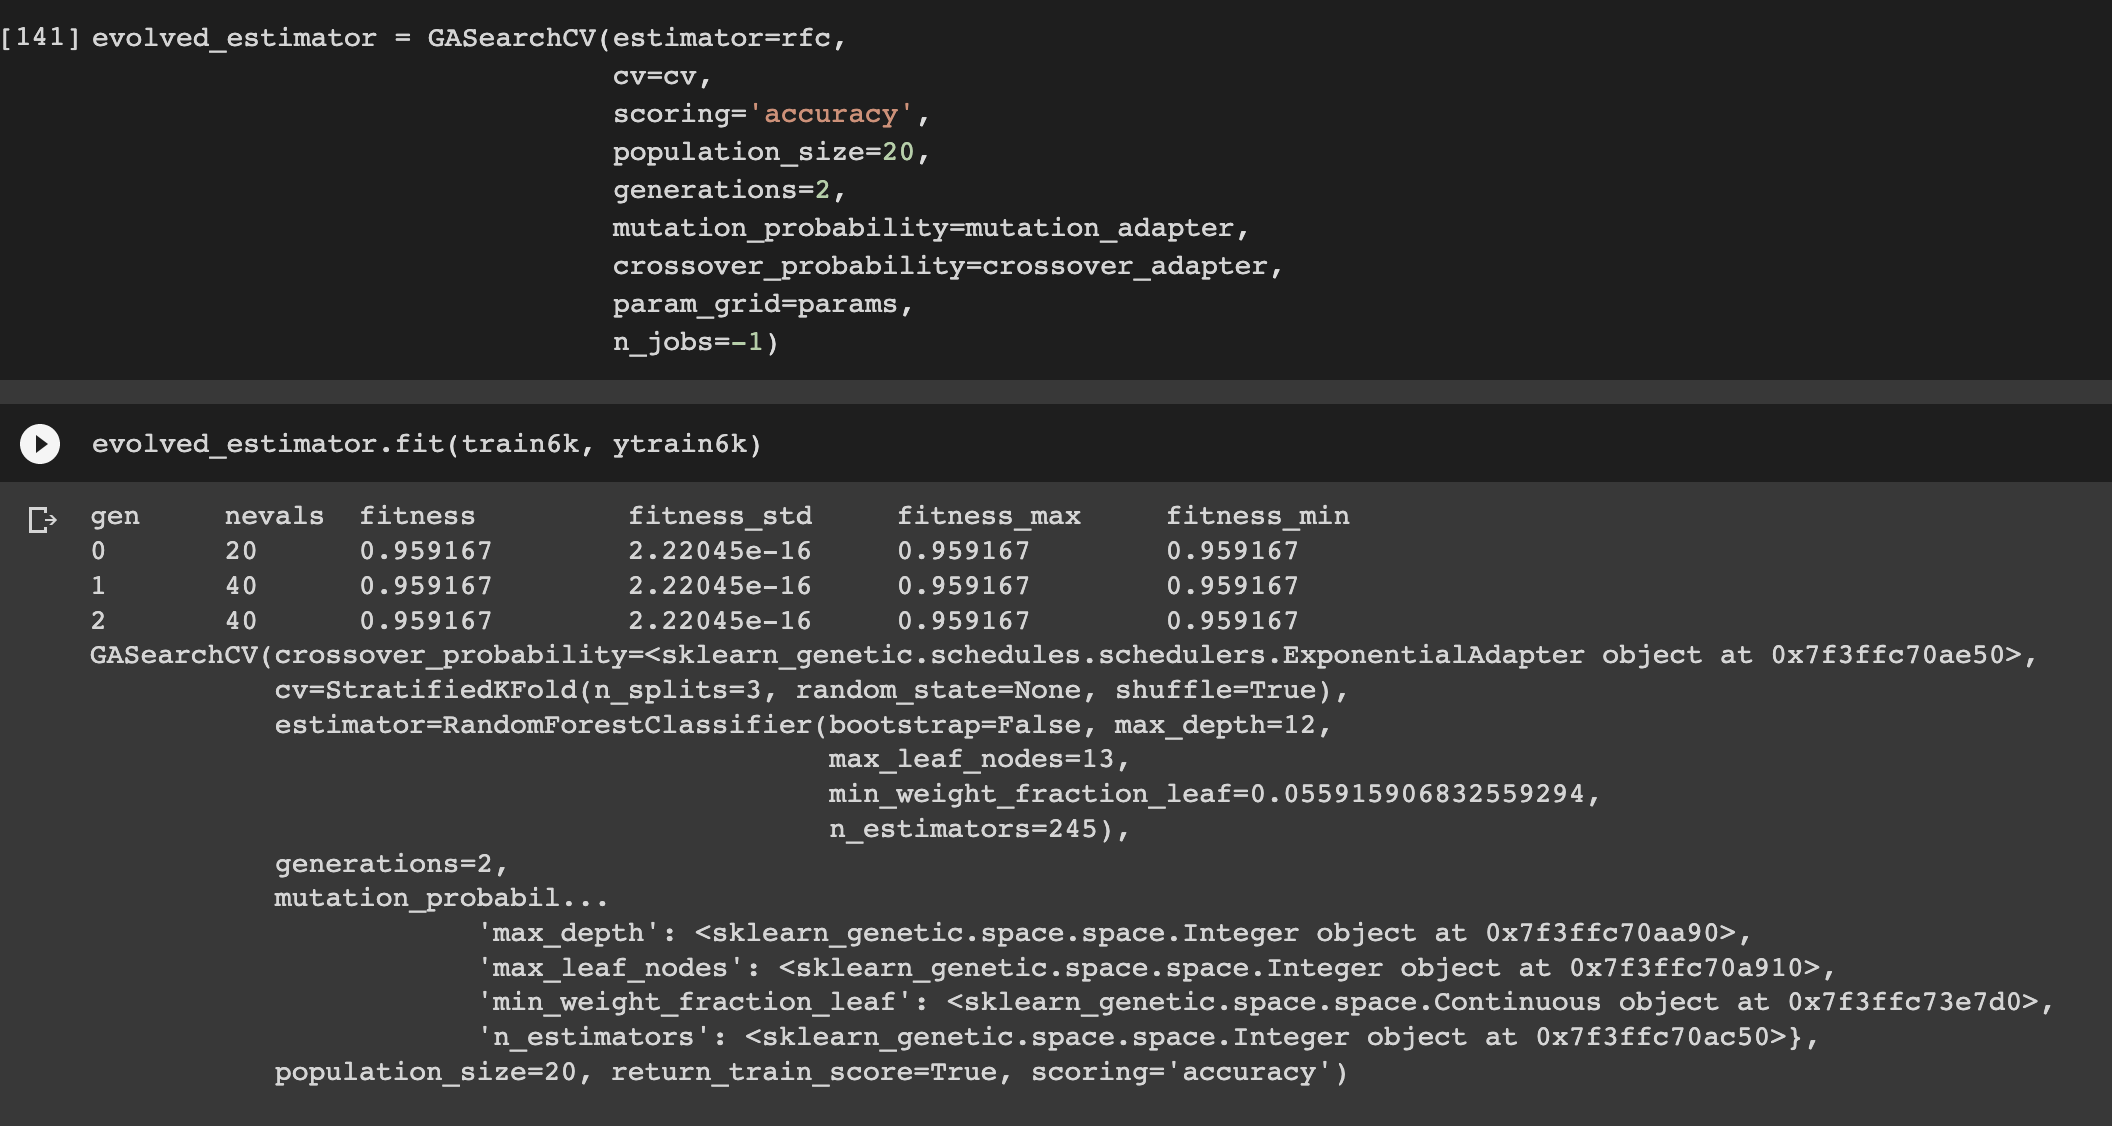 [141] evolved_estimator = GASearchCV(estimator=rfc,
cv=cv,
scoring='accuracy',
population_size=20,
generations=2,
mutation_probability=mutation_adapter,
crossover_probability=crossover_adapter,
param_grid=params,
n_jobs=-1)
evolved_estimator.fit(train6k, ytrain6k)
gen nevals fitness fitness_std fitness_max fitness_min
0 20 0.959167 2.22045e-16 0.959167 0.959167
1 40 0.959167 2.22045e-16 0.959167 0.959167
2 40 0.959167 2.22045e-16 0.959167 0.959167
GASearchCV(crossover_probability=<sklearn_genetic.schedules.schedulers.ExponentialAdapter object at 0x7f3ffc70ae50>,
cv=StratifiedKFold(n_splits=3, random_state=None, shuffle=True),
estimator=RandomForestClassifier(bootstrap=False, max_depth=12,
max_leaf_nodes=13,
min_weight_fraction_leaf=0.055915906832559294,
n_estimators=245),
generations=2,
mutation_probabil...
'max_depth': <sklearn_genetic.space.space.Integer object at 0x7f3ffc70aa90>,
'max_leaf_nodes': <sklearn_genetic.space.space.Integer object at 0x7f3ffc70a910>,
'min_weight_fraction_leaf': <sklearn_genetic.space.space.Continuous object at 0x7f3ffc73e7d0>,
'n_estimators': <sklearn_genetic.space.space.Integer object at 0x7f3ffc70ac50>},
population_size=20, return_train_score=True, scoring='accuracy')